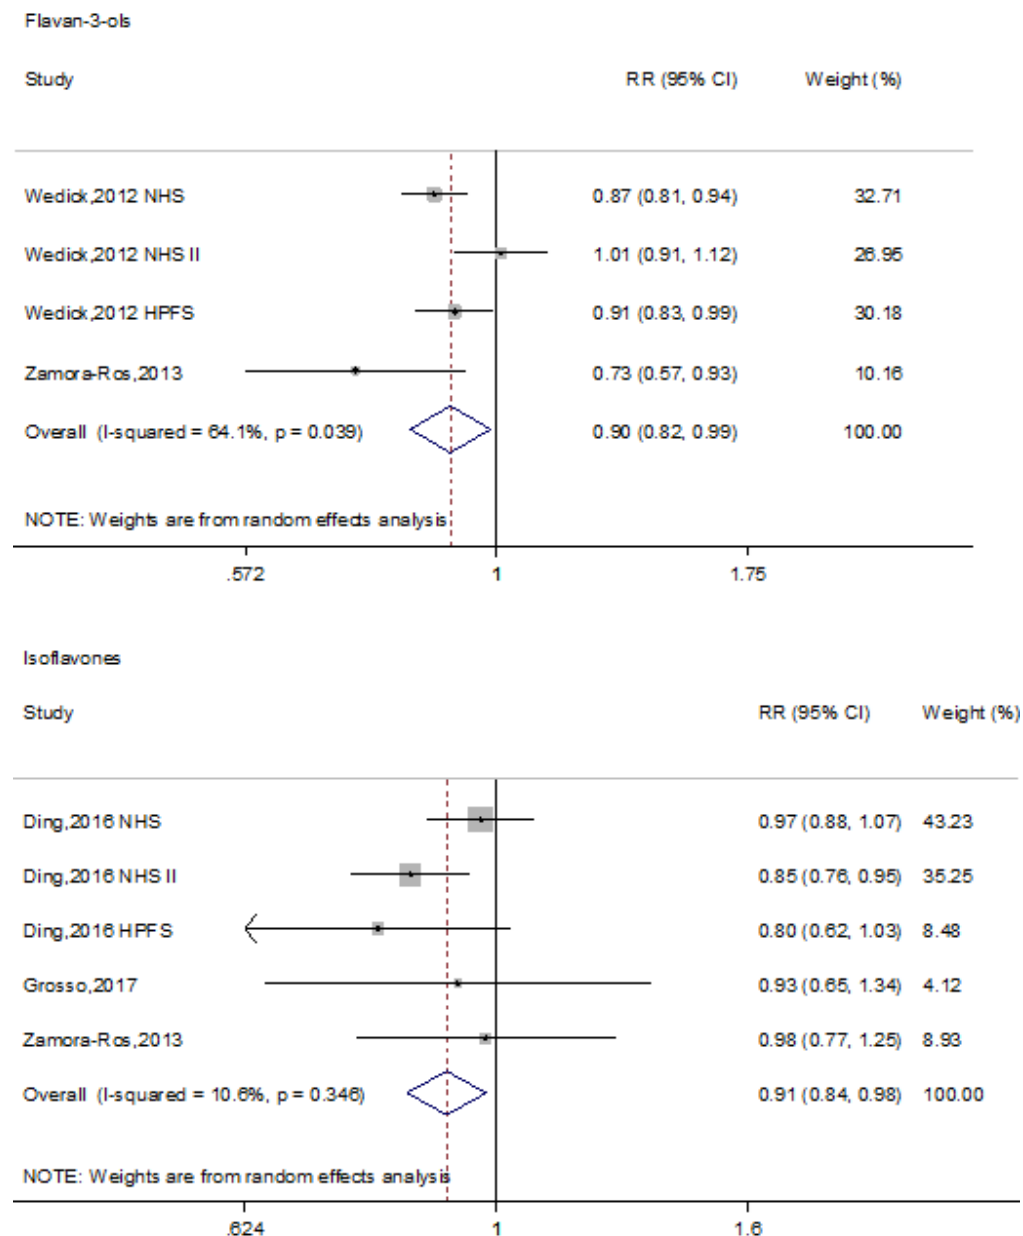 Flavan-3-ols
Study RR (95% CI) Weight (%)
Wedick,2012 NHS 0.87 (0.81, 0.94) 32.71
Wedick,2012 NHS II 1.01 (0.91, 1.12) 26.95
Wedick,2012 HPFS 0.91 (0.83, 0.99) 30.18
Zamora-Ros,2013 0.73 (0.57, 0.93) 10.16
Overall (I-squared = 64.1%, p = 0.039) 0.90 (0.82, 0.99) 100.00
NOTE: Weights are from random effects analysis
.572 1 1.75
Isoflavones
Study RR (95% CI) Weight (%)
Ding,2016 NHS 0.97 (0.88, 1.07) 43.23
Ding,2016 NHS II 0.85 (0.76, 0.95) 35.25
Ding,2016 HPFS 0.80 (0.62, 1.03) 8.48
Grosso,2017 0.93 (0.65, 1.34) 4.12
Zamora-Ros,2013 0.98 (0.77, 1.25) 8.93
Overall (I-squared = 10.6%, p = 0.346) 0.91 (0.84, 0.98) 100.00
NOTE: Weights are from random effects analysis
.624 1 1.6